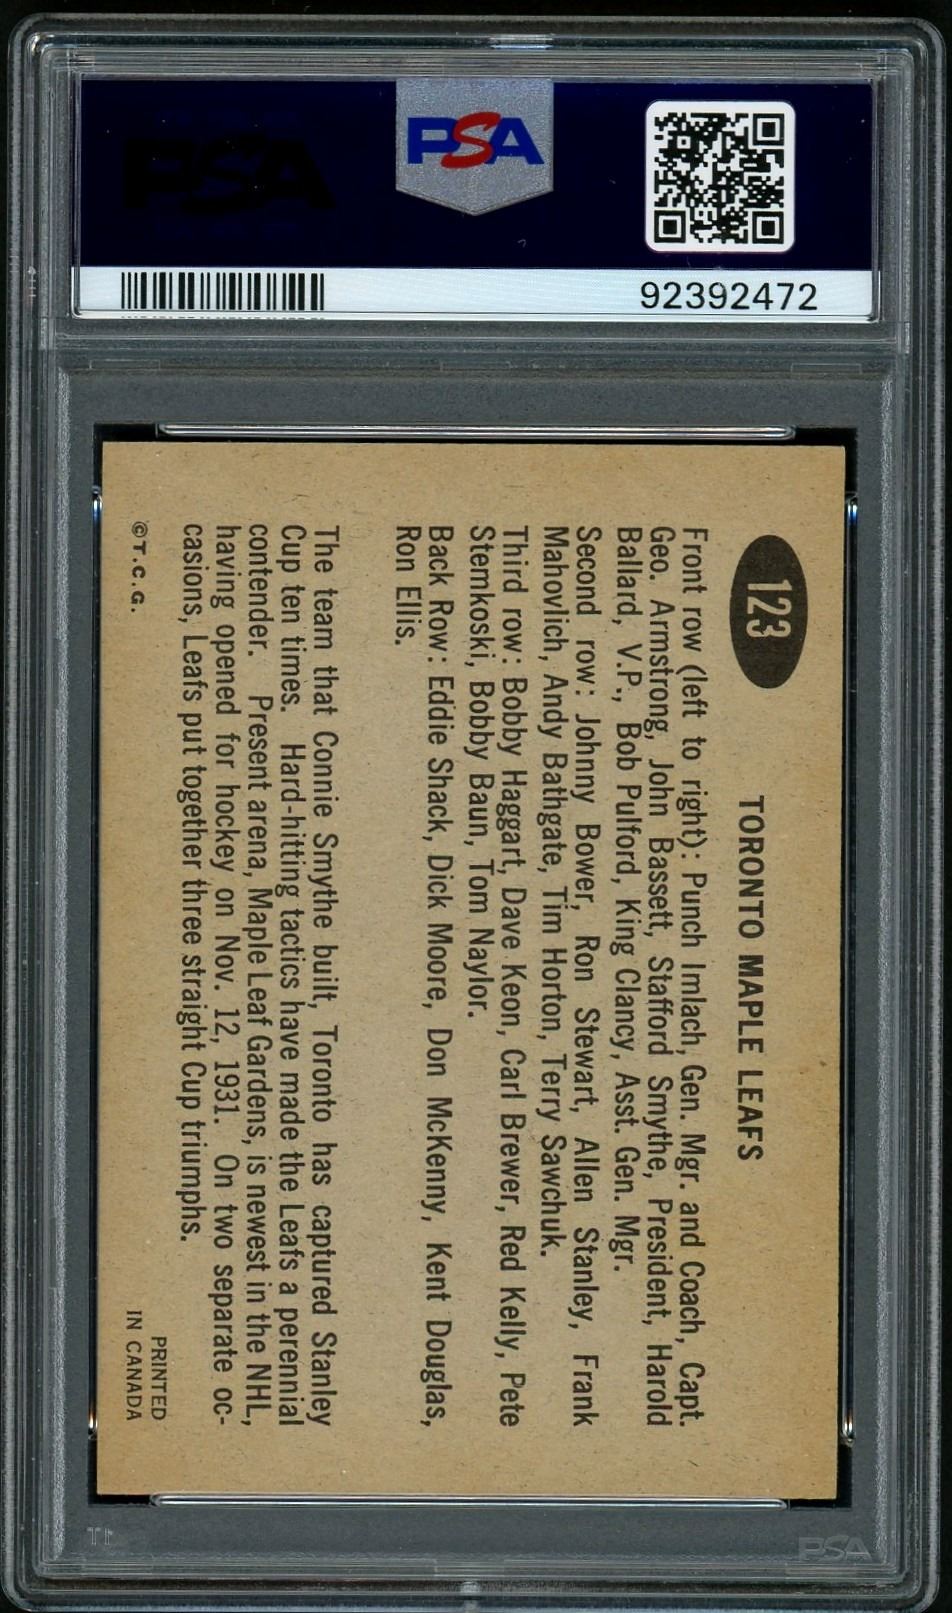 PSA
PSA
92392472
123
TORONTO MAPLE LEAFS
Front row (left to right): Punch Imlach, Gen. Mgr. and Coach, Capt.
Geo. Armstrong, John Bassett, Stafford Smythe, President, Harold
Ballard, V.P., Bob Pulford, King Clancy, Asst. Gen. Mgr.
Second row: Johnny Bower, Ron Stewart, Allen Stanley, Frank
Mahovlich, Andy Bathgate, Tim Horton, Terry Sawchuk.
Third row: Bobby Haggart, Dave Keon, Carl Brewer, Red Kelly, Pete
Stemkoski, Bobby Baun, Tom Naylor.
Back Row: Eddie Shack, Dick Moore, Don McKenny, Kent Douglas,
Ron Ellis.
The team that Connie Smythe built, Toronto has captured Stanley
Cup ten times. Hard-hitting tactics have made the Leafs a perennial
contender. Present arena, Maple Leaf Gardens, is newest in the NHL,
having opened for hockey on Nov. 12, 1931. On two separate oc-
casions, Leafs put together three straight Cup triumphs.
©T.C.G.
PRINTED
IN CANADA
PSA